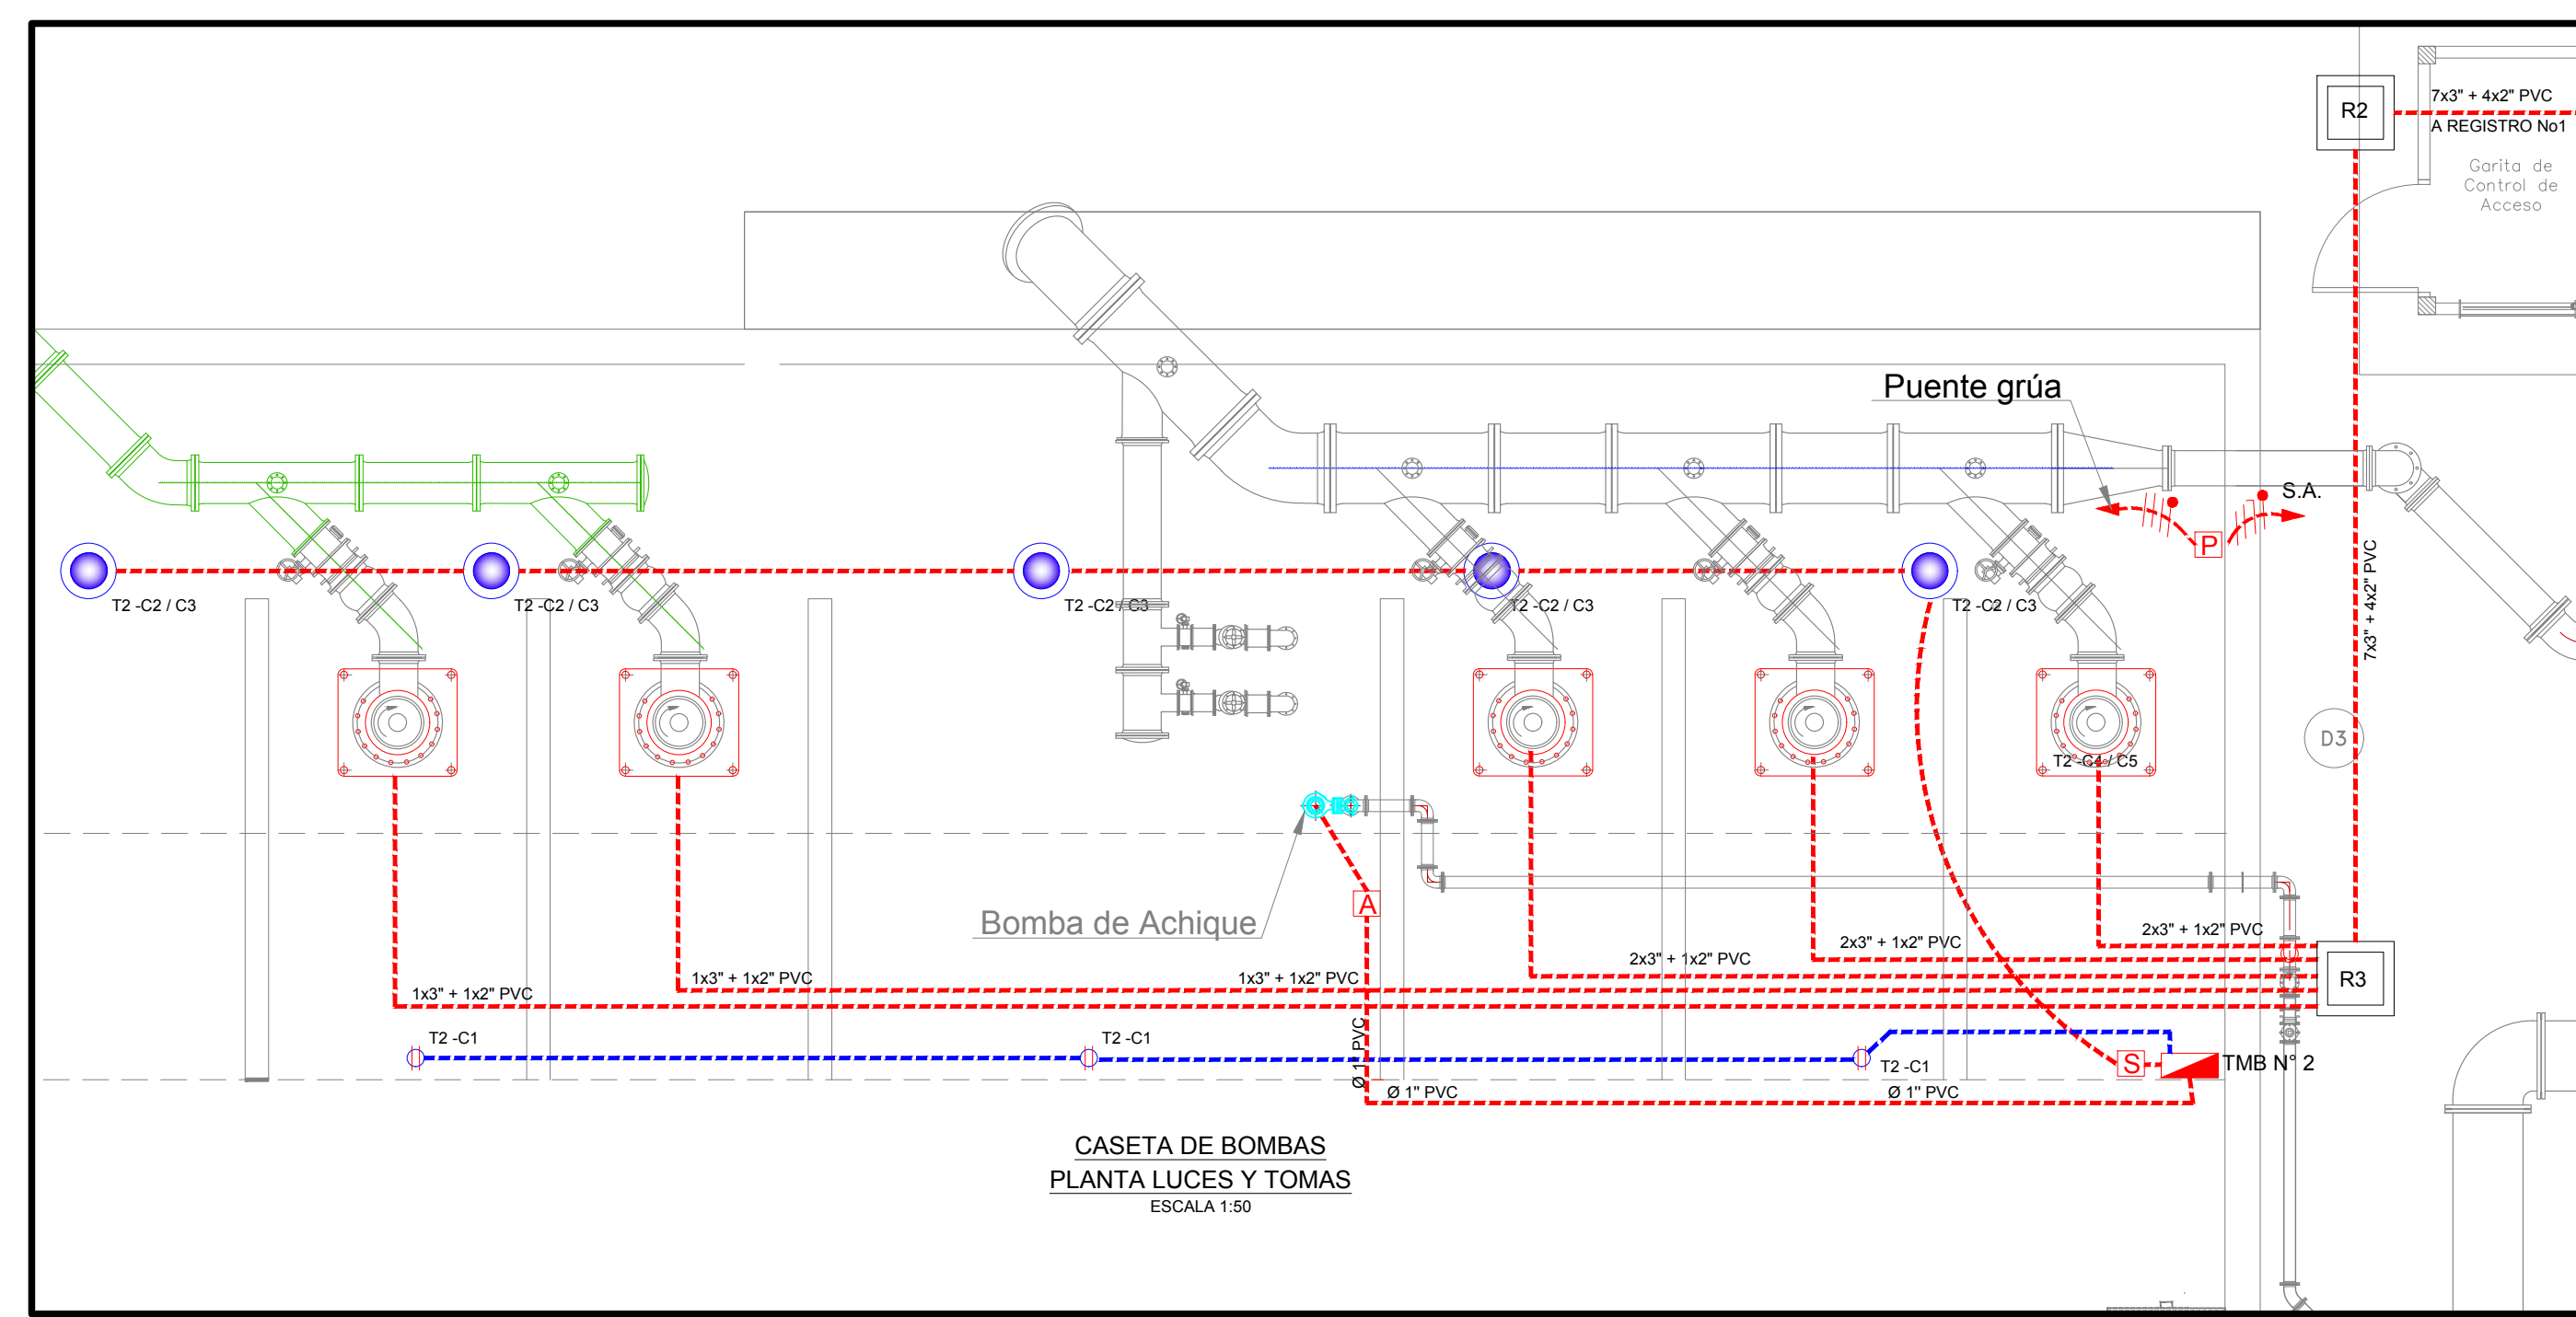 R2
7x3" + 4x2" PVC
A REGISTRO No1
Garita de
Control de
Acceso
Puente grúa
S.A.
P
7x3" + 4x2" PVC
T2 -C2 / C3
T2 -C2 / C3
T2 -C2 / C3
T2 -C2 / C3
T2 -C2 / C3
D3
T2 -C4 / C5
A
Bomba de Achique
2x3" + 1x2" PVC
2x3" + 1x2" PVC
2x3" + 1x2" PVC
1x3" + 1x2" PVC
1x3" + 1x2" PVC
1x3" + 1x2" PVC
R3
T2 -C1
T2 -C1
T2 -C1
Ø 1" PVC
S
TMB N° 2
Ø 1" PVC
Ø 1" PVC
CASETA DE BOMBAS
PLANTA LUCES Y TOMAS
ESCALA 1:50